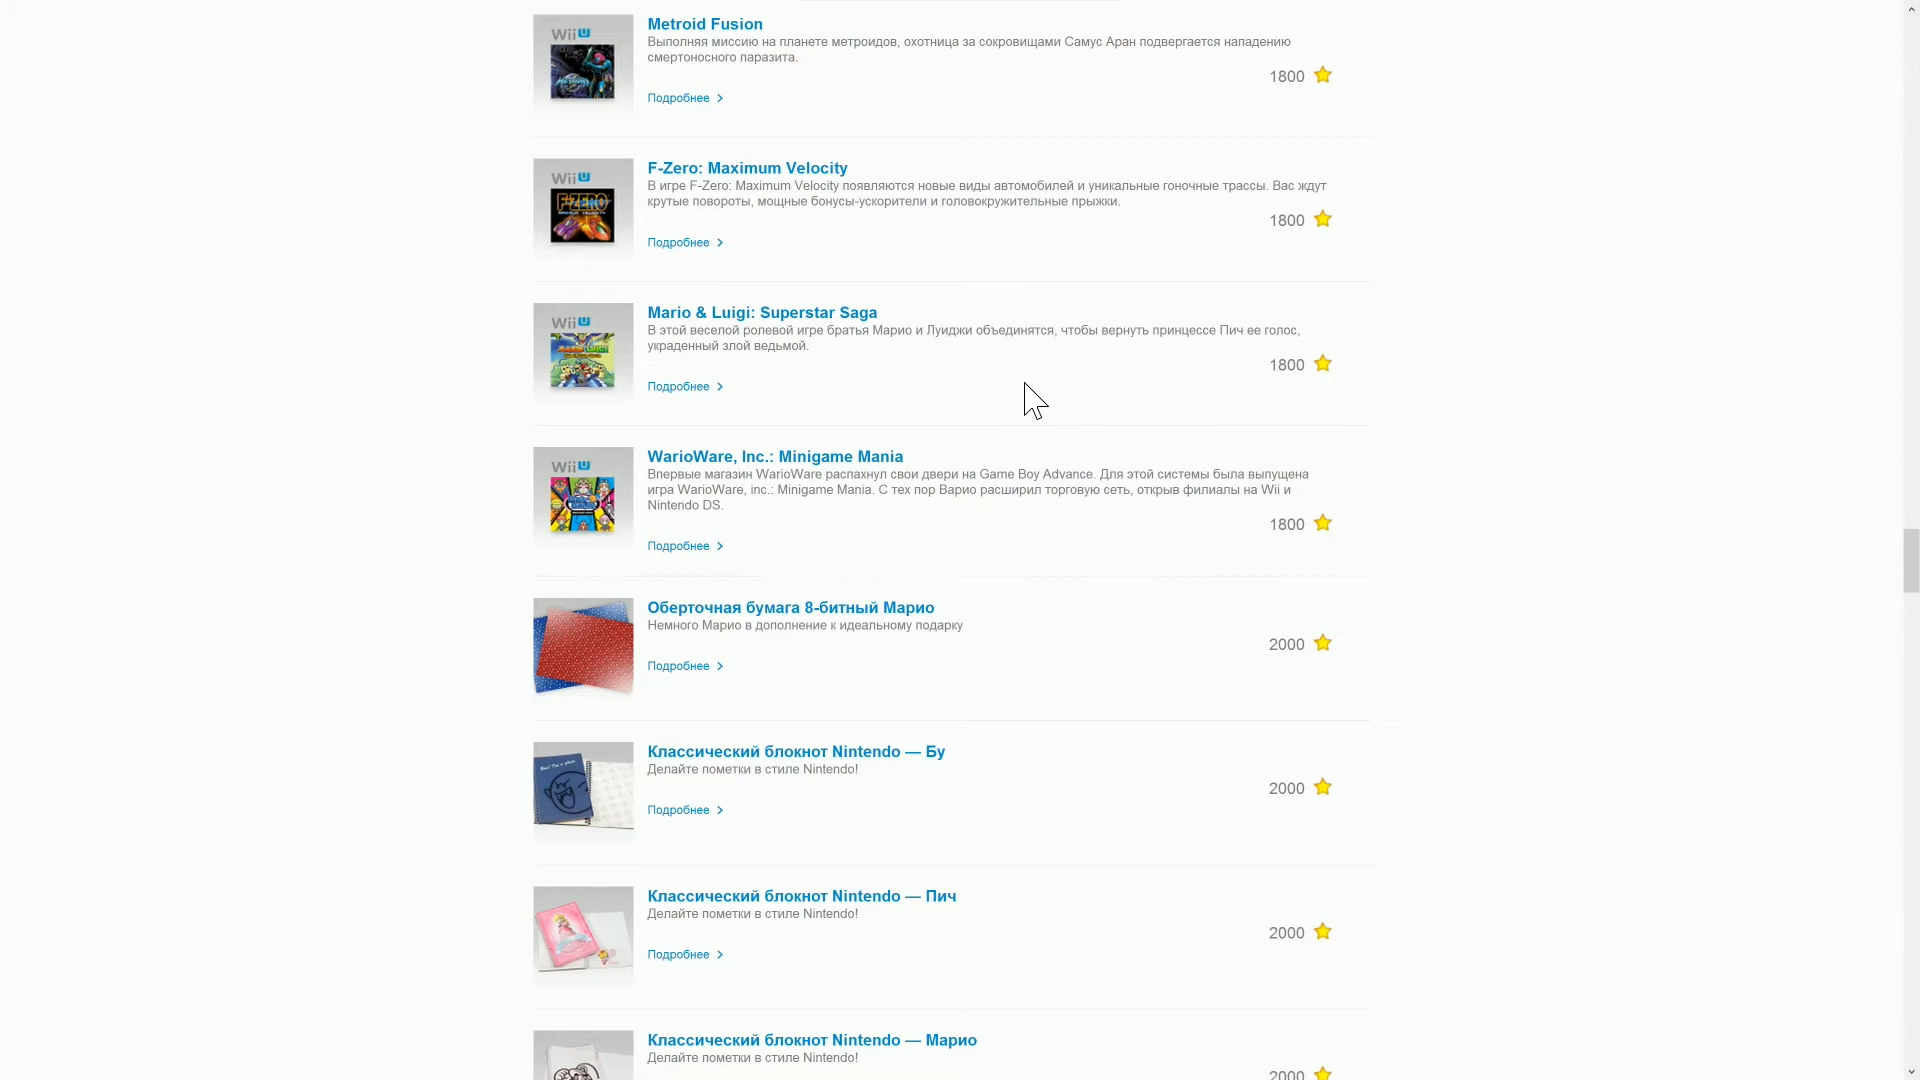 Wii U
Metroid Fusion
Выполняя миссию на планете метроидов, охотница за сокровищами Самус Аран подвергается нападению
смертоносного паразита.
1800
Подробнее
Wii U
F-ZERO
F-Zero: Maximum Velocity
В игре F-Zero: Maximum Velocity появляются новые виды автомобилей и уникальные гоночные трассы. Вас ждут
крутые повороты, мощные бонусы-ускорители и головокружительные прыжки.
1800
Подробнее
Wii U
Mario & Luigi: Superstar Saga
В этой веселой ролевой игре братья Марио и Луиджи объединятся, чтобы вернуть принцессе Пич ее голос,
украденный злой ведьмой.
1800
Подробнее
Wii U
WarioWare, Inc.: Minigame Mania
Впервые магазин WarioWare распахнул свои двери на Game Boy Advance. Для этой системы была выпущена
игра WarioWare, inc.: Minigame Mania. С тех пор Варио расширил торговую сеть, открыв филиалы на Wii и
Nintendo DS.
1800
Подробнее
Оберточная бумага 8-битный Марио
Немного Марио в дополнение к идеальному подарку
2000
Подробнее
Классический блокнот Nintendo — Бу
Делайте пометки в стиле Nintendo!
2000
Подробнее
Классический блокнот Nintendo — Пич
Делайте пометки в стиле Nintendo!
2000
Подробнее
Классический блокнот Nintendo — Марио
Делайте пометки в стиле Nintendo!
2000